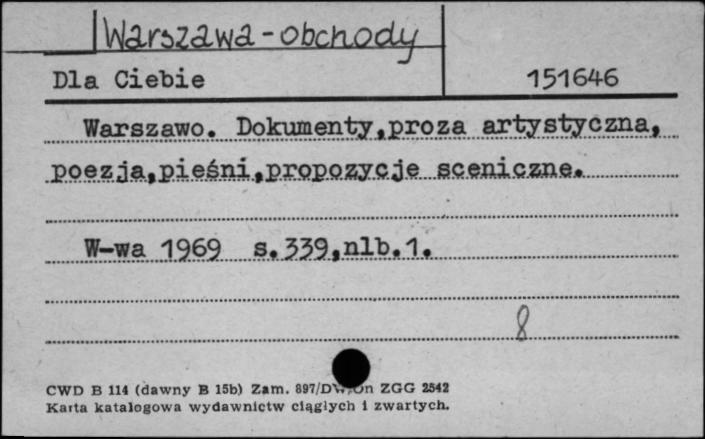 Warszawa - obchody
Dla Ciebie 151646
Warszawo. Dokumenty,proza artystyczna,
poezja,pieśni,propozycje sceniczne.
W-wa 1969 s.339,nlb.1.
8
CWD B 114 (dawny B 15b) Zam. 897/DW. ZGG 2542
Karta katalogowa wydawnictw ciągłych i zwartych.